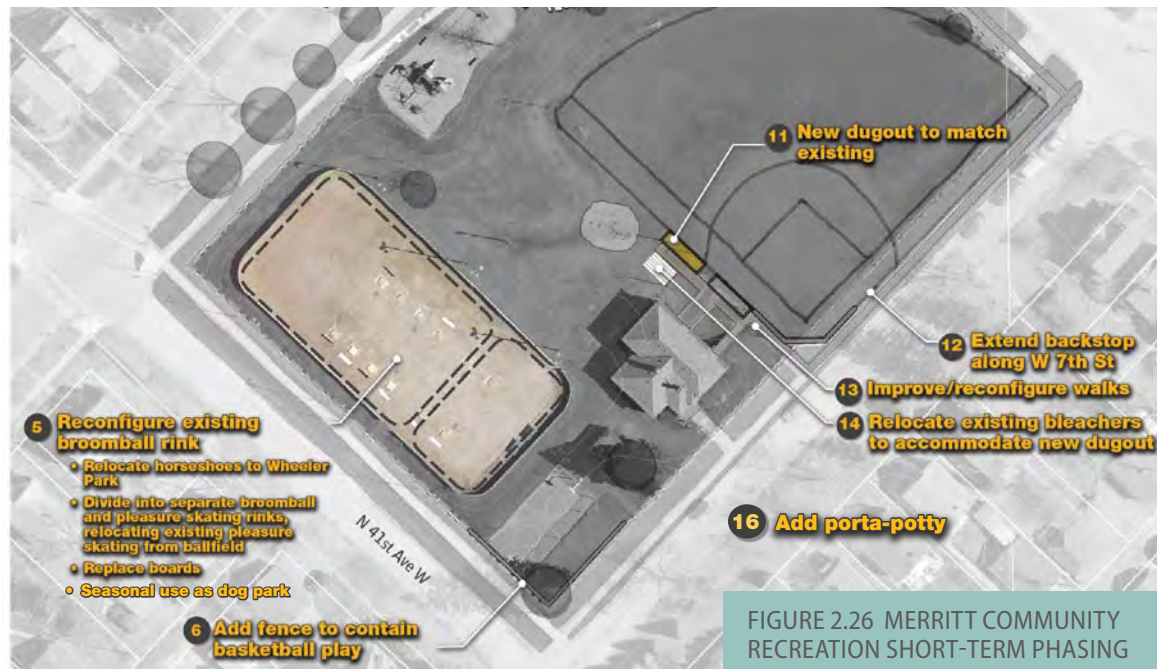 11 New dugout to match
existing
12 Extend backstop
along W 7th St
13 Improve/reconfigure walks
14 Relocate existing bleachers
to accommodate new dugout
5 Reconfigure existing
broomball rink
• Relocate horseshoes to Wheeler
Park
• Divide into separate broomball
and pleasure skating rinks,
relocating existing pleasure
skating from ballfield
• Replace boards
• Seasonal use as dog park
N 41st Ave W
16 Add porta-potty
6 Add fence to contain
basketball play
FIGURE 2.26 MERRITT COMMUNITY
RECREATION SHORT-TERM PHASING